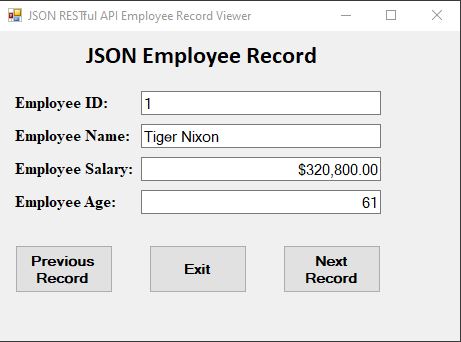 JSON RESTful API Employee Record Viewer
JSON Employee Record
Employee ID: 1
Employee Name: Tiger Nixon
Employee Salary: $320,800.00
Employee Age: 61
Previous
Record
Exit
Next
Record